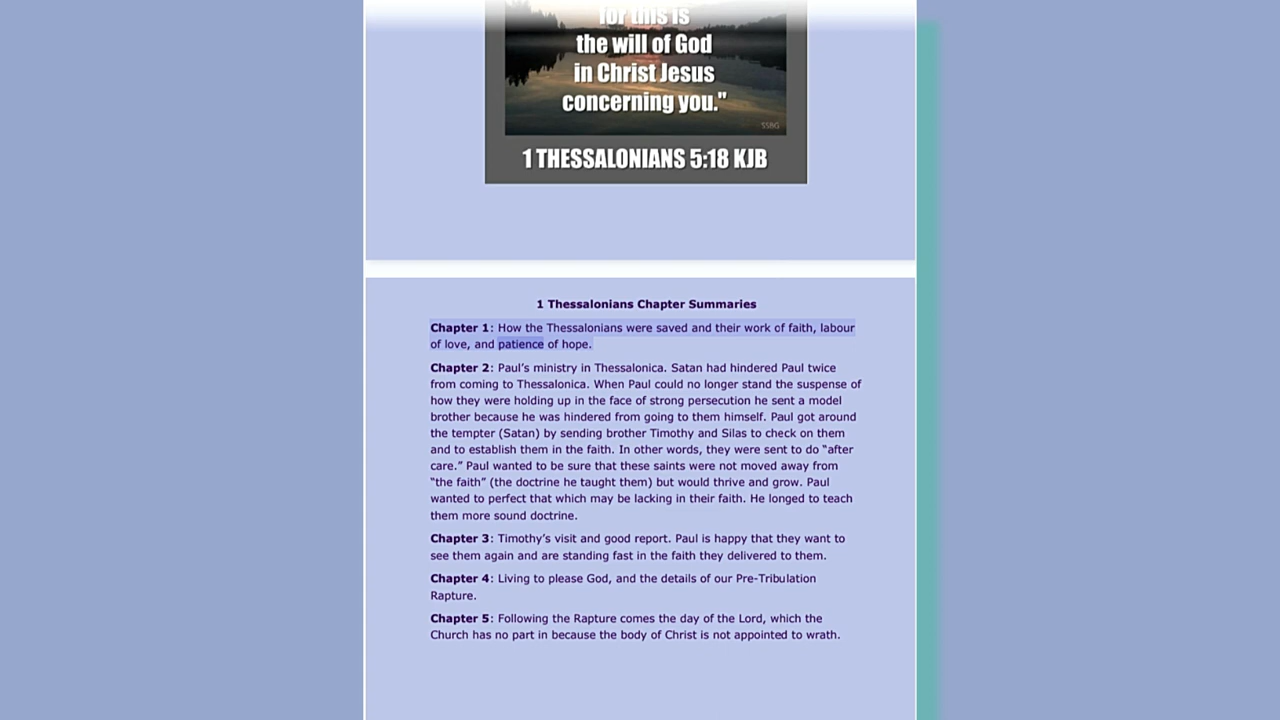 for this is
the will of God
in Christ Jesus
concerning you."
SSBG
1 THESSALONIANS 5:18 KJB
1 Thessalonians Chapter Summaries
Chapter 1: How the Thessalonians were saved and their work of faith, labour
of love, and patience of hope.
Chapter 2: Paul’s ministry in Thessalonica. Satan had hindered Paul twice
from coming to Thessalonica. When Paul could no longer stand the suspense of
how they were holding up in the face of strong persecution he sent a model
brother because he was hindered from going to them himself. Paul got around
the tempter (Satan) by sending brother Timothy and Silas to check on them
and to establish them in the faith. In other words, they were sent to do “after
care.” Paul wanted to be sure that these saints were not moved away from
“the faith” (the doctrine he taught them) but would thrive and grow. Paul
wanted to perfect that which may be lacking in their faith. He longed to teach
them more sound doctrine.
Chapter 3: Timothy’s visit and good report. Paul is happy that they want to
see them again and are standing fast in the faith they delivered to them.
Chapter 4: Living to please God, and the details of our Pre-Tribulation
Rapture.
Chapter 5: Following the Rapture comes the day of the Lord, which the
Church has no part in because the body of Christ is not appointed to wrath.